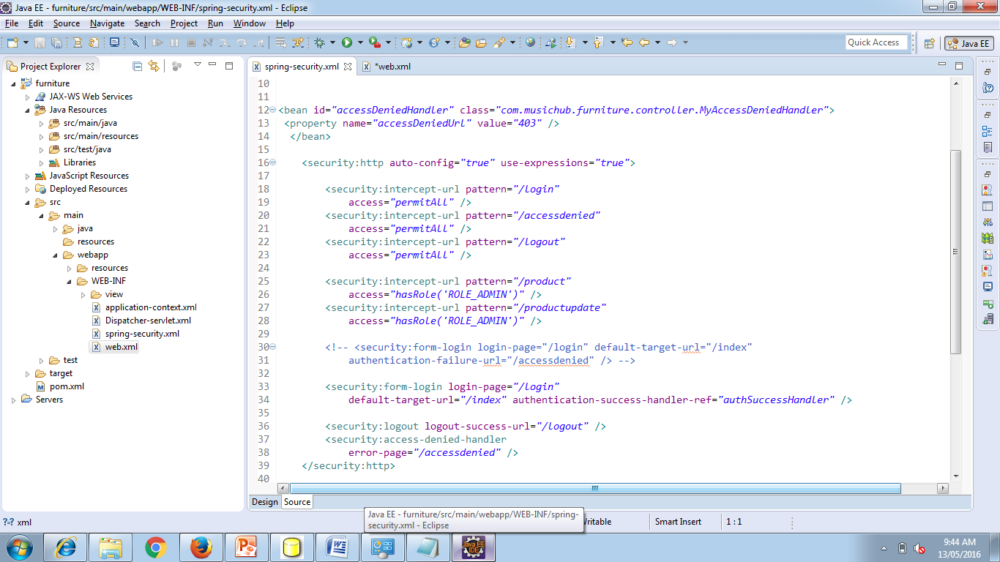 Java EE - furniture/src/main/webapp/WEB-INF/spring-security.xml - Eclipse
File Edit Source Navigate Search Project Run Window Help
Quick Access
Java EE
Project Explorer
furniture
JAX-WS Web Services
Java Resources
src/main/java
src/main/resources
src/test/java
Libraries
JavaScript Resources
Deployed Resources
src
main
java
resources
webapp
resources
WEB-INF
view
application-context.xml
Dispatcher-servlet.xml
spring-security.xml
web.xml
test
target
pom.xml
Servers
spring-security.xml *web.xml
10
11
12 <bean id="accessDeniedHandler" class="com.musichub.furniture.controller.MyAccessDeniedHandler">
13 <property name="accessDeniedUrl" value="403" />
14 </bean>
15
16 <security:http auto-config="true" use-expressions="true">
17
18 <security:intercept-url pattern="/login"
19 access="permitAll" />
20 <security:intercept-url pattern="/accessdenied"
21 access="permitAll" />
22 <security:intercept-url pattern="/logout"
23 access="permitAll" />
24
25 <security:intercept-url pattern="/product"
26 access="hasRole('ROLE_ADMIN')" />
27 <security:intercept-url pattern="/productupdate"
28 access="hasRole('ROLE_ADMIN')" />
29
30 <!-- <security:form-login login-page="/login" default-target-url="/index"
31 authentication-failure-url="/accessdenied" /> -->
32
33 <security:form-login login-page="/login"
34 default-target-url="/index" authentication-success-handler-ref="authSuccessHandler" />
35
36 <security:logout logout-success-url="/logout" />
37 <security:access-denied-handler
38 error-page="/accessdenied" />
39 </security:http>
40
Design Source
xml
Java EE - furniture/src/main/webapp/WEB-INF/spring-
security.xml - Eclipse
ritable
Smart Insert
1 : 1
Java EE
IDE
9:44 AM
13/05/2016